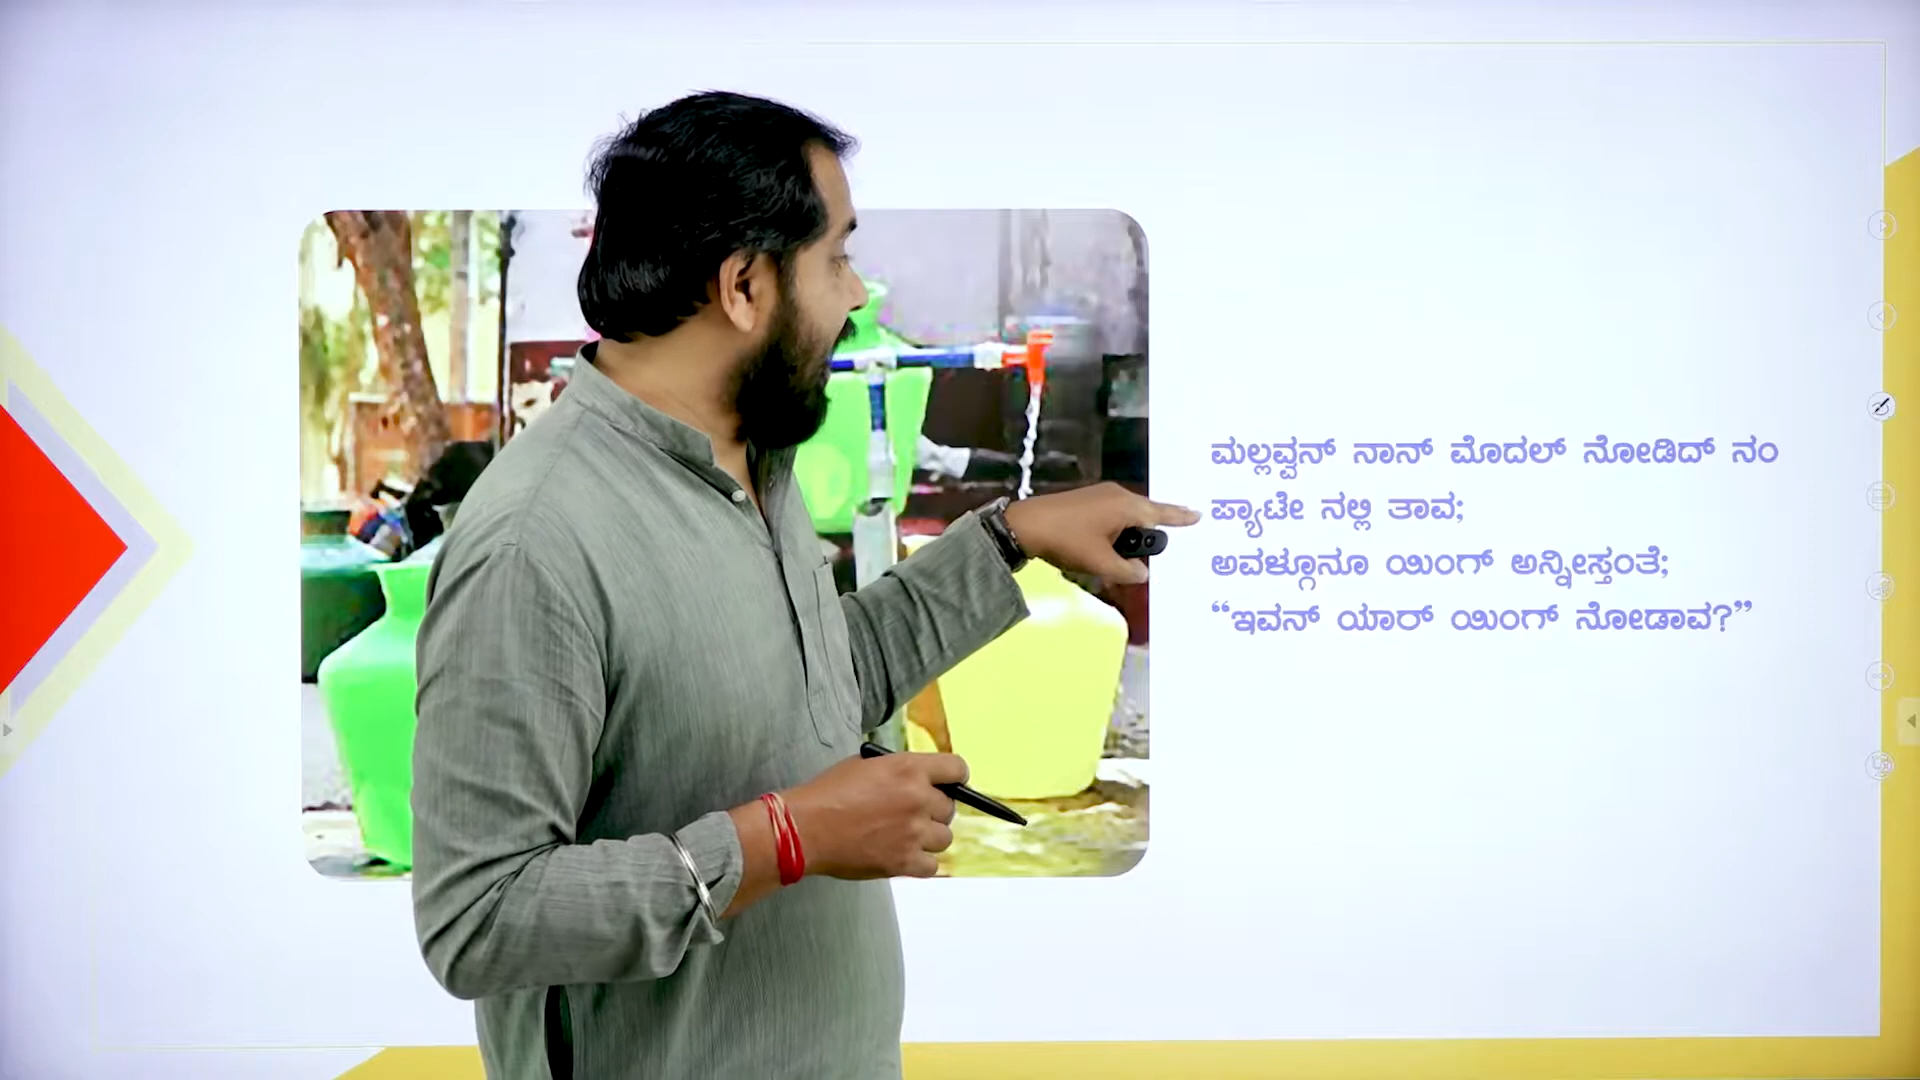 ಮಲ್ಲವ್ವನ್ ನಾನ್ ಮೊದಲ್ ನೋಡಿದ್ ನಂ
ಪ್ಯಾಟೇ ನಲ್ಲಿ ತಾವ;
ಅವಳ್ಗೂನೂ ಯಿಂಗ್ ಅನ್ನೀಸ್ತಂತೆ;
“ಇವನ್ ಯಾರ್ ಯಿಂಗ್ ನೋಡಾವ?”